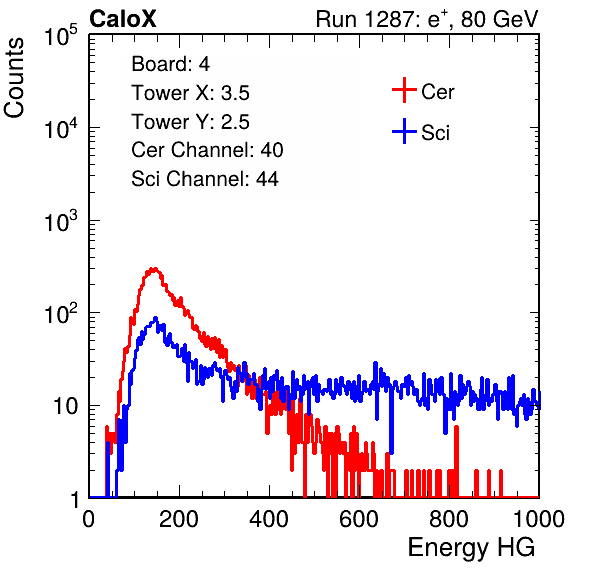 CaloX Run 1287: e⁺, 80 GeV
Counts
Board: 4
Tower X: 3.5
Tower Y: 2.5
Cer Channel: 40
Sci Channel: 44
Cer
Sci
10⁵
10⁴
10³
10²
10
1
0 200 400 600 800 1000
Energy HG